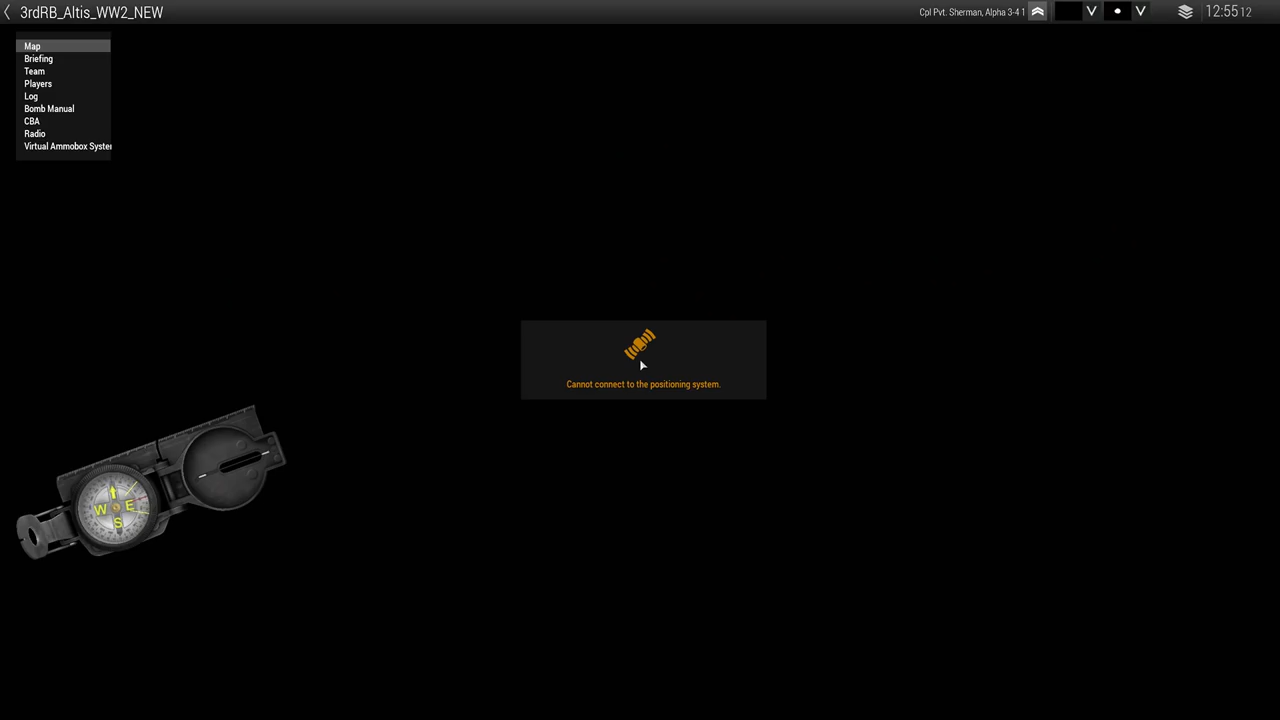 3rdRB_Altis_WW2_NEW
Cpl Pvt. Sherman, Alpha 3-4 1
12:55 12
Map
Briefing
Team
Players
Log
Bomb Manual
CBA
Radio
Virtual Ammobox Syster
Cannot connect to the positioning system.
W E
S